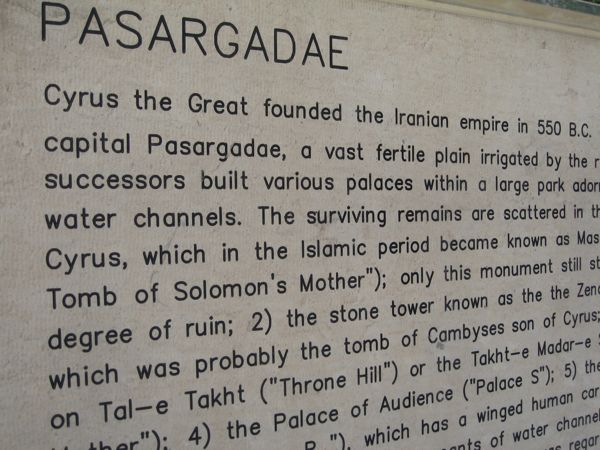 PASARGADAE
Cyrus the Great founded the Iranian empire in 550 B.C.
capital Pasargadae, a vast fertile plain irrigated by the
successors built various palaces within a large park
water channels. The surviving remains are scattered in
Cyrus, which in the Islamic period became known as
Tomb of Solomon's Mother"); only this monument still
degree of ruin; 2) the stone tower known as the the
which was probably the tomb of Cambyses son of Cyrus;
on Tal-e Takht ("Throne Hill") or the Takht-e Madar-e
4) the Palace of Audience ("Palace S"); 5) the
"), which has a winged human
of water